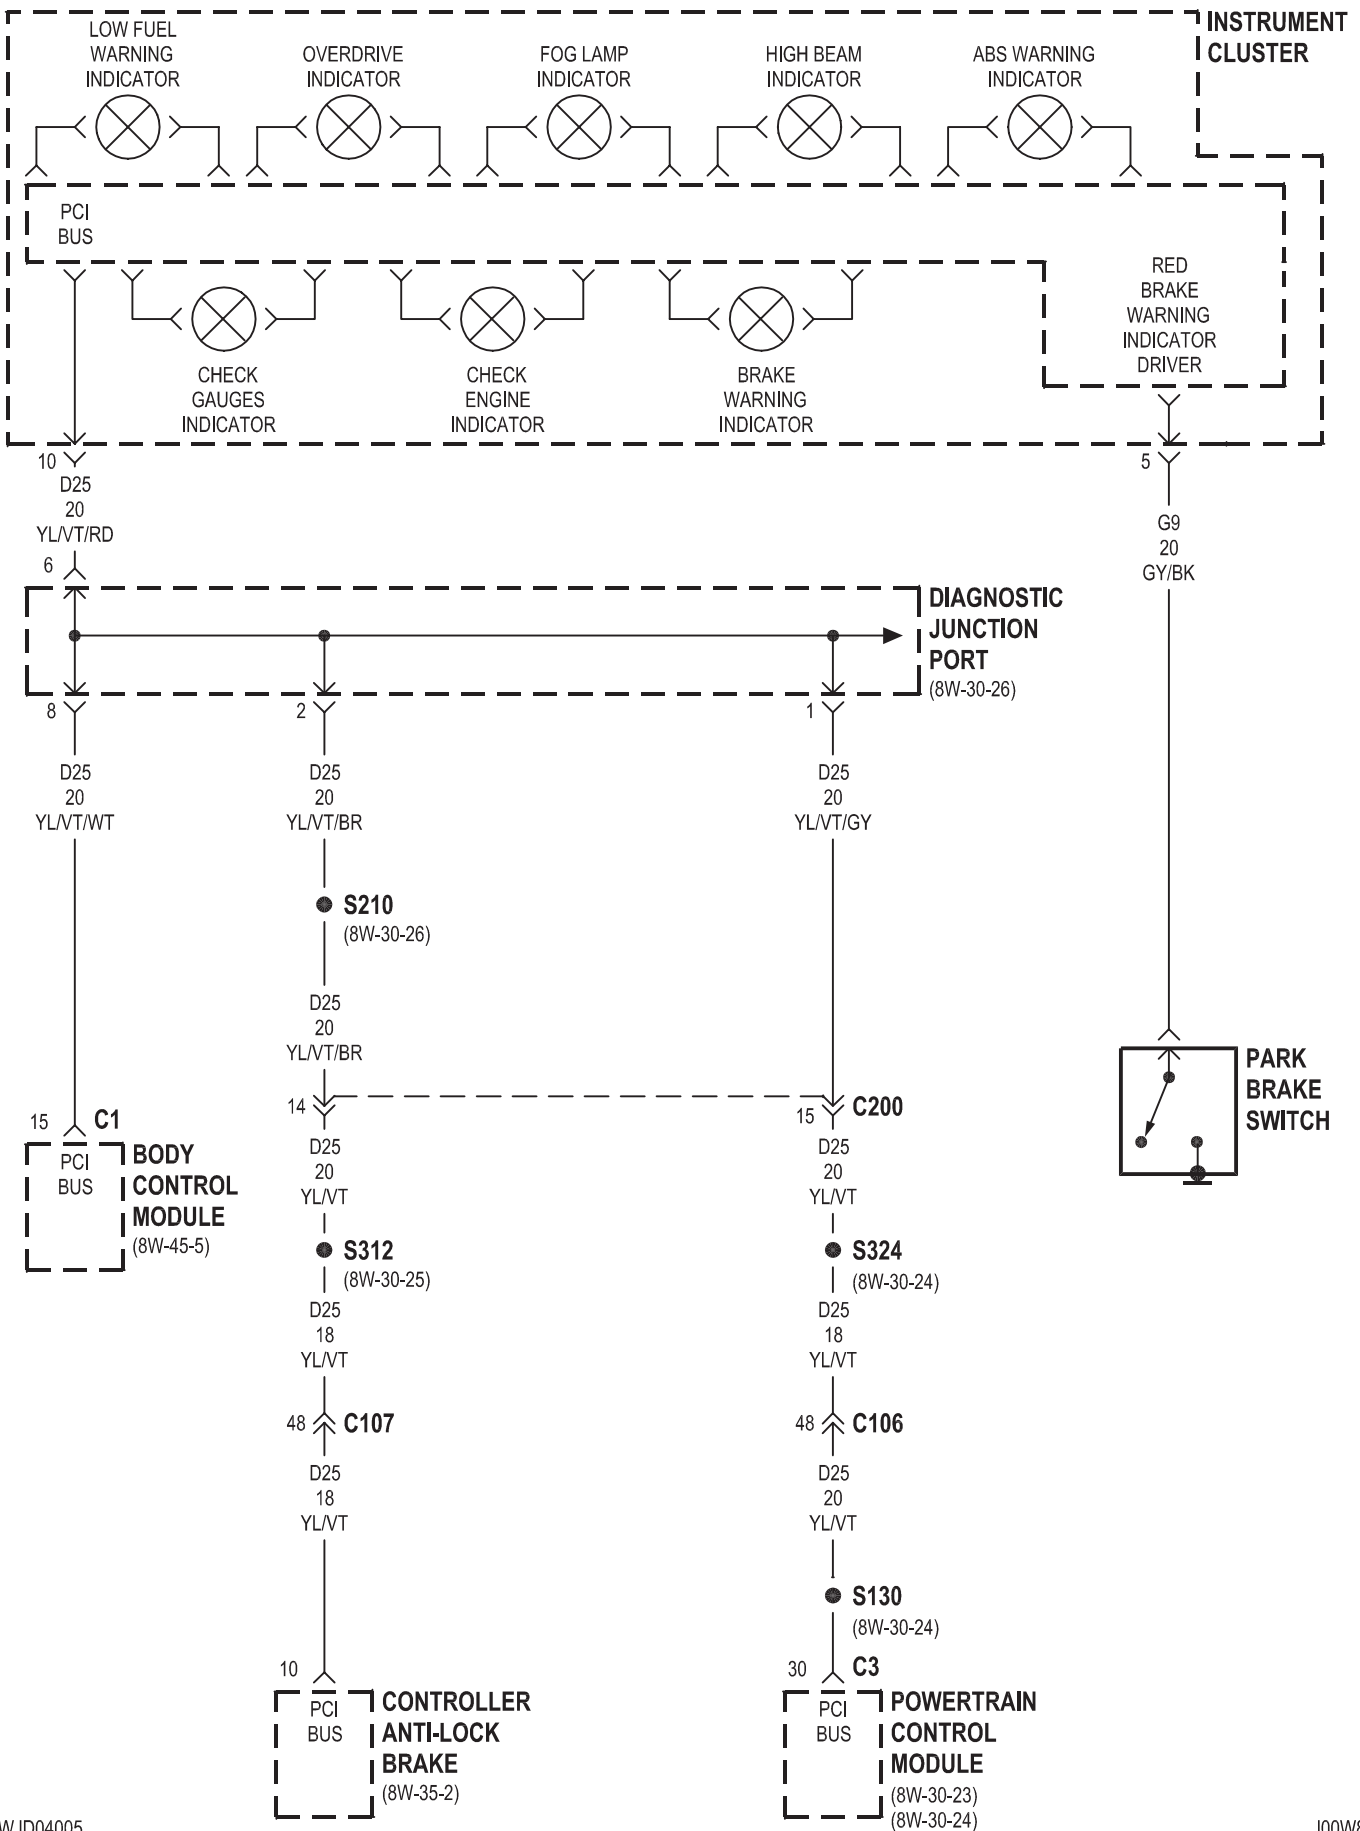 INSTRUMENT
CLUSTER
LOW FUEL
WARNING
INDICATOR
OVERDRIVE
INDICATOR
FOG LAMP
INDICATOR
HIGH BEAM
INDICATOR
ABS WARNING
INDICATOR
PCI
BUS
RED
BRAKE
WARNING
INDICATOR
DRIVER
CHECK
GAUGES
INDICATOR
CHECK
ENGINE
INDICATOR
BRAKE
WARNING
INDICATOR
10
D25
20
YL/VT/RD
6
5
G9
20
GY/BK
DIAGNOSTIC
JUNCTION
PORT
(8W-30-26)
8
2
1
D25
20
YL/VT/WT
D25
20
YL/VT/BR
D25
20
YL/VT/GY
S210
(8W-30-26)
D25
20
YL/VT/BR
PARK
BRAKE
SWITCH
15 C1
14
15 C200
PCI
BUS
BODY
CONTROL
MODULE
(8W-45-5)
D25
20
YL/VT
D25
20
YL/VT
S312
(8W-30-25)
S324
(8W-30-24)
D25
18
YL/VT
D25
18
YL/VT
48 C107
48 C106
D25
18
YL/VT
D25
20
YL/VT
S130
(8W-30-24)
10
30 C3
PCI
BUS
CONTROLLER
ANTI-LOCK
BRAKE
(8W-35-2)
PCI
BUS
POWERTRAIN
CONTROL
MODULE
(8W-30-23)
(8W-30-24)
WJD04005
J00W8